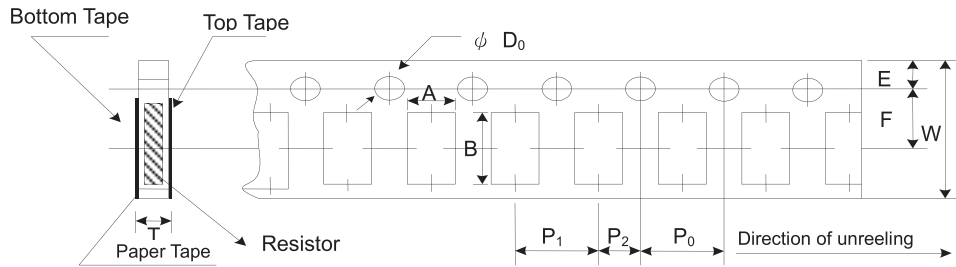 Bottom Tape
Top Tape
ψ D₀
A
B
E
F
W
T
Paper Tape
Resistor
P₁
P₂
P₀
Direction of unreeling